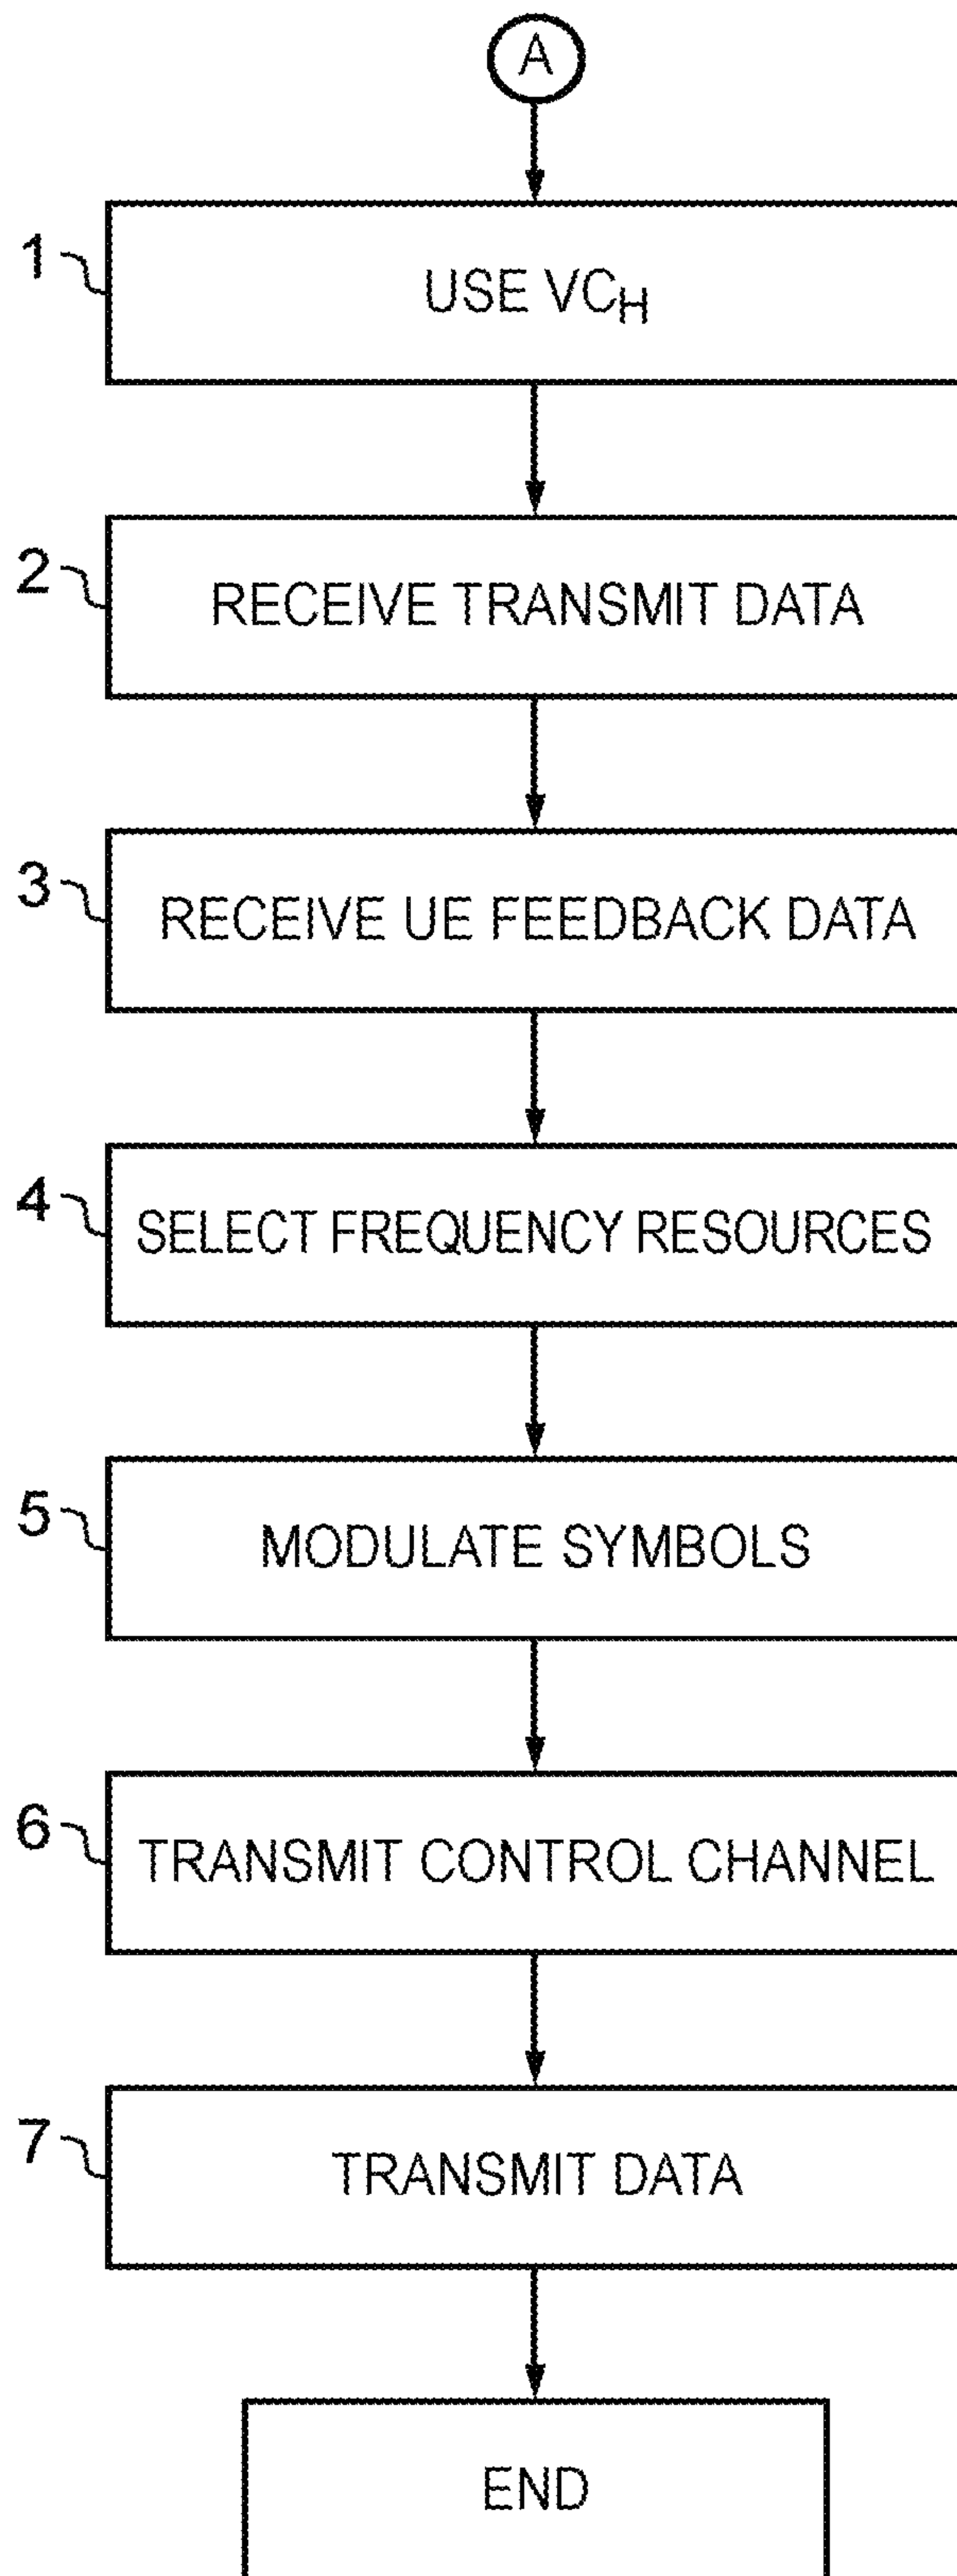 A
1
USE VCH
2
RECEIVE TRANSMIT DATA
3
RECEIVE UE FEEDBACK DATA
4
SELECT FREQUENCY RESOURCES
5
MODULATE SYMBOLS
6
TRANSMIT CONTROL CHANNEL
7
TRANSMIT DATA
END